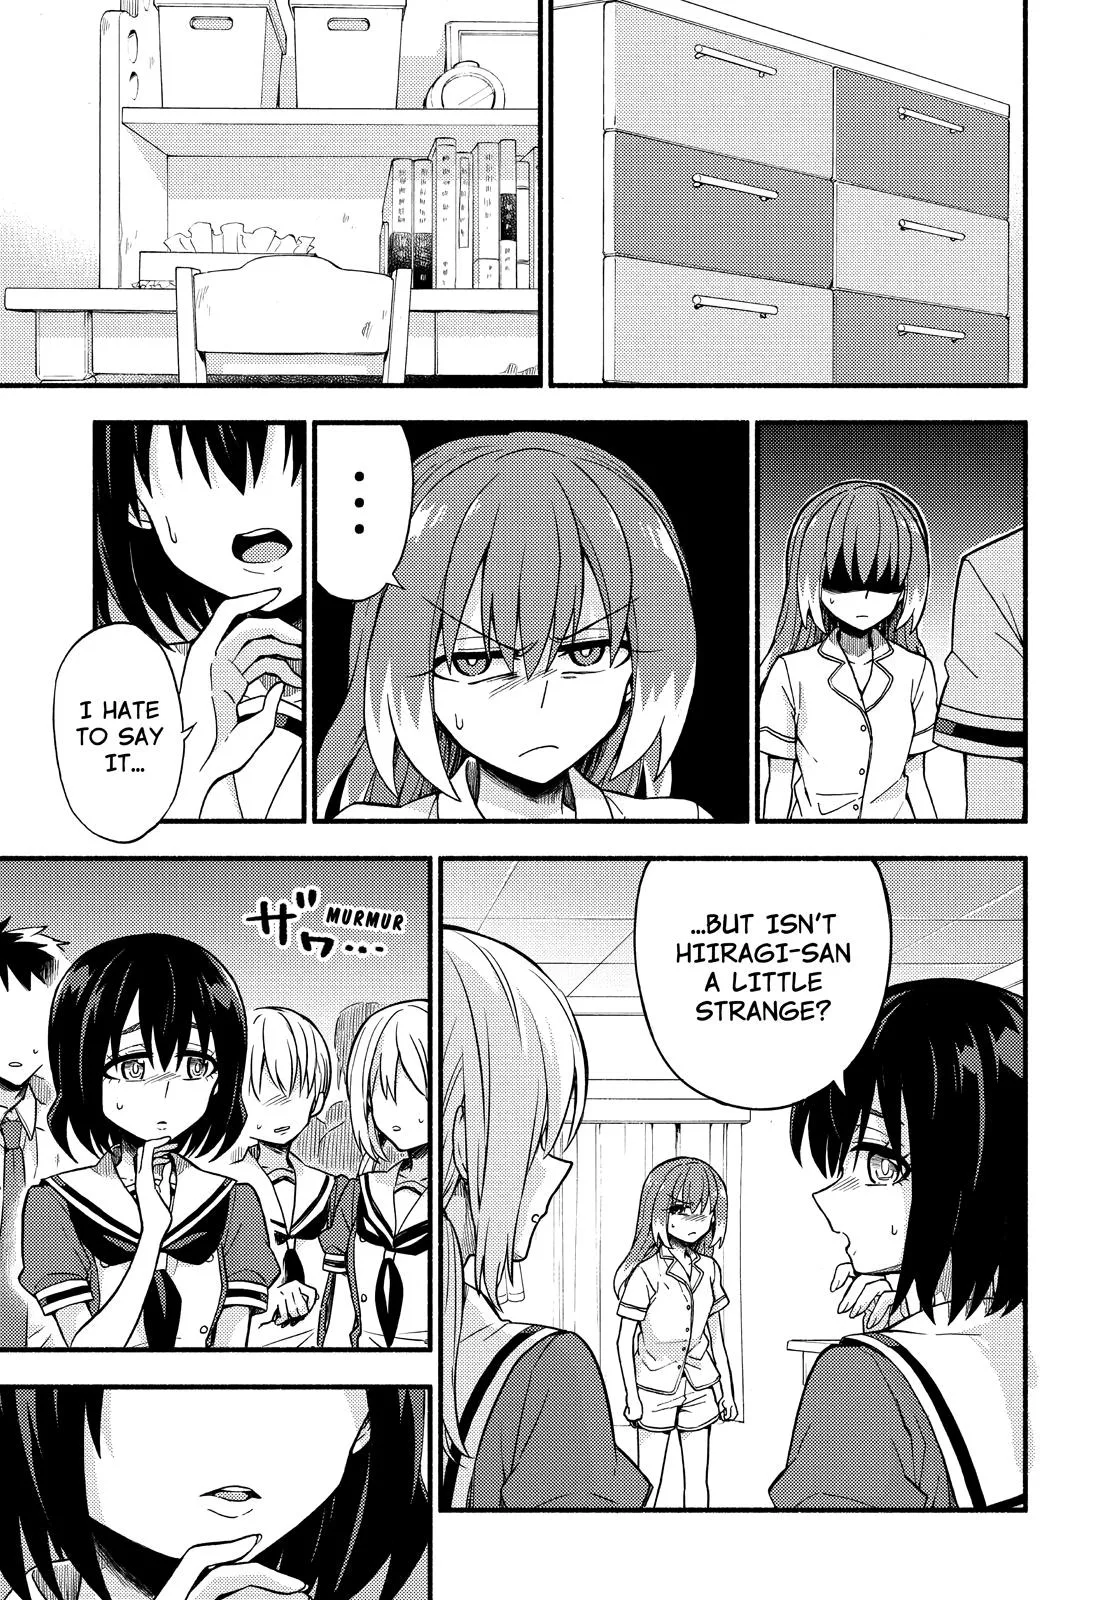 ...
I HATE
TO SAY
IT...
...BUT ISN'T
HIIRAGI-SAN
A LITTLE
STRANGE?
ザワ...
MURMUR